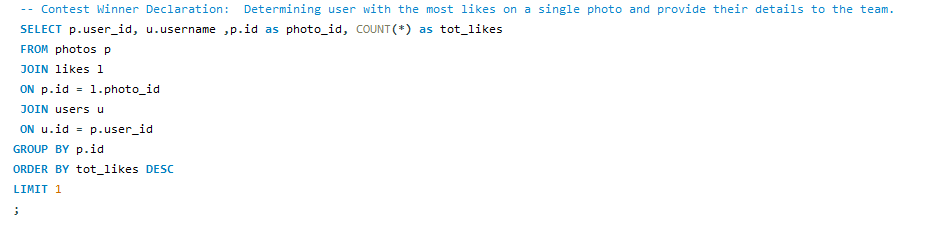 -- Contest Winner Declaration:  Determining user with the most likes on a single photo and provide their details to the team.
SELECT p.user_id, u.username ,p.id as photo_id, COUNT(*) as tot_likes
FROM photos p
JOIN likes l
ON p.id = l.photo_id
JOIN users u
ON u.id = p.user_id
GROUP BY p.id
ORDER BY tot_likes DESC
LIMIT 1
;